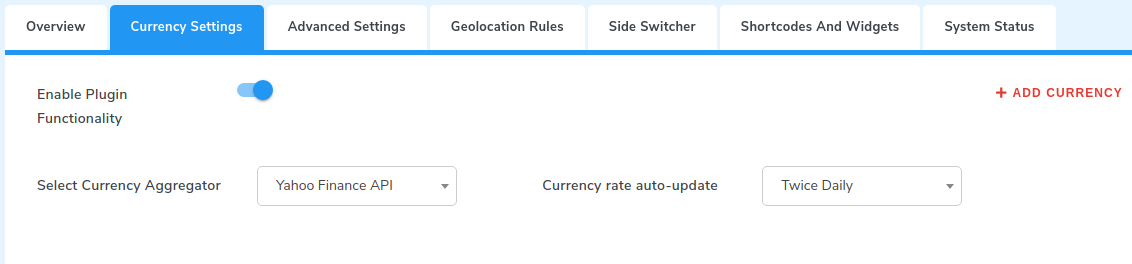 Overview Currency Settings Advanced Settings Geolocation Rules Side Switcher Shortcodes And Widgets System Status
Enable Plugin
Functionality
+ ADD CURRENCY
Select Currency Aggregator Yahoo Finance API Currency rate auto-update Twice Daily